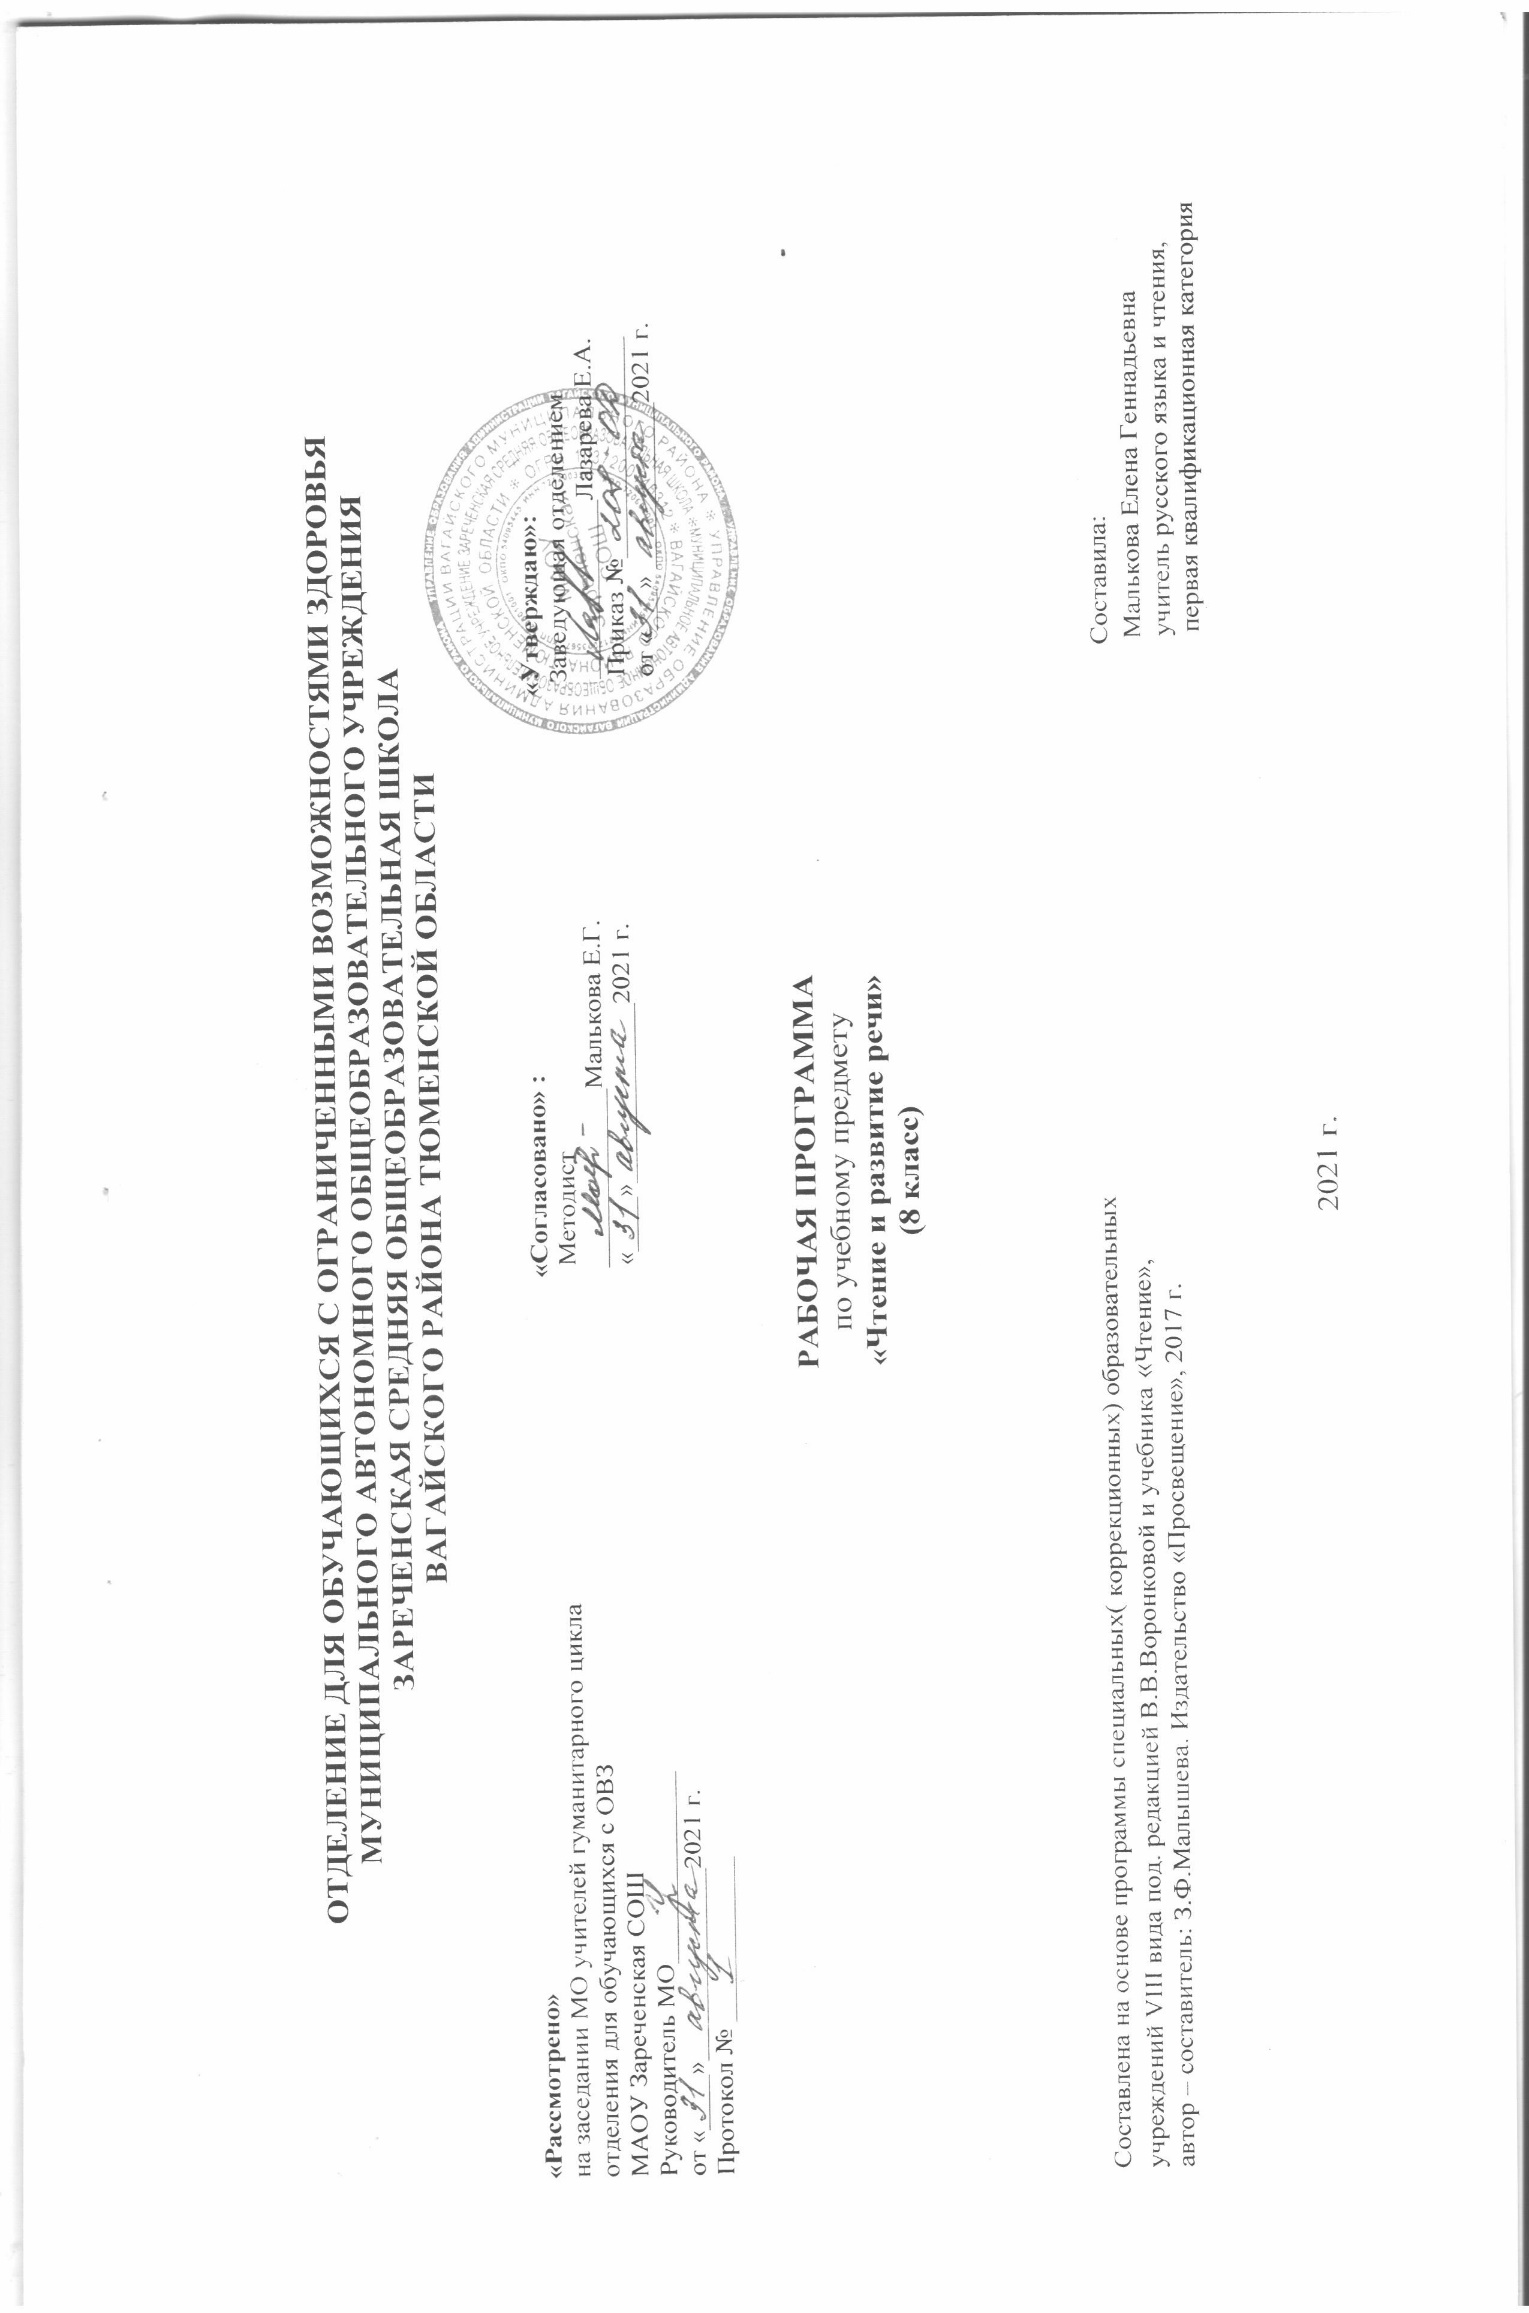 ОТДЕЛЕНИЕ ДЛЯ ОБУЧАЮЩИХСЯ С ОГРАНИЧЕННЫМИ ВОЗМОЖНОСТЯМИ ЗДОРОВЬЯ
МУНИЦИПАЛЬНОГО АВТОНОМНОГО ОБЩЕОБРАЗОВАТЕЛЬНОГО УЧРЕЖДЕНИЯ
ЗАРЕЧЕНСКАЯ СРЕДНЯЯ ОБЩЕОБРАЗОВАТЕЛЬНАЯ ШКОЛА
ВАГАЙСКОГО РАЙОНА ТЮМЕНСКОЙ ОБЛАСТИ
«Рассмотрено»
на заседании МО учителей гуманитарного цикла
отделения для обучающихся с ОВЗ
МАОУ Зареченская СОШ
Руководитель МО
от « 31 » августа 2021 г.
Протокол № 1
«Согласовано» :
Методист
Малькова Е.Г.
« 31 » августа 2021 г.
«Утверждаю»:
Заведующая отделением
Лазарева Е.А.
Приказ №
от « 31 » августа 2021 г.
РАБОЧАЯ ПРОГРАММА
по учебному предмету
«Чтение и развитие речи»
(8 класс)
Составлена на основе программы специальных( коррекционных) образовательных
учреждений VIII вида под. редакцией В.В.Воронковой и учебника «Чтение»,
автор – составитель: З.Ф.Малышева. Издательство «Просвещение», 2017 г.
Составила:
Малькова Елена Геннадьевна
учитель русского языка и чтения,
первая квалификационная категория
2021 г.